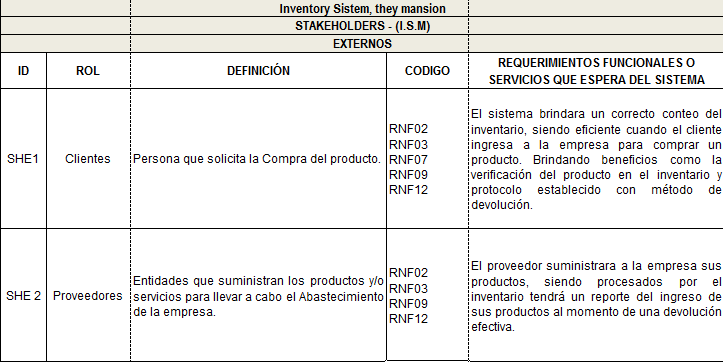 Inventory Sistem, they mansion
STAKEHOLDERS - (I.S.M)
EXTERNOS
ID
ROL
DEFINICIÓN
CODIGO
REQUERIMIENTOS FUNCIONALES O
SERVICIOS QUE ESPERA DEL SISTEMA
SHE1
Clientes
Persona que solicita la Compra del producto.
RNF02
RNF03
RNF07
RNF09
RNF12
El sistema brindara un correcto conteo del
inventario, siendo eficiente cuando el cliente
ingresa a la empresa para comprar un
producto. Brindando beneficios como la
verificación del producto en el inventario y
protocolo establecido con método de
devolución.
SHE 2
Proveedores
Entidades que suministran los productos y/o
servicios para llevar a cabo el Abastecimiento
de la empresa.
RNF02
RNF03
RNF09
RNF12
El proveedor suministrara a la empresa sus
productos, siendo procesados por el
inventario tendrá un reporte del ingreso de
sus productos al momento de una devolución
efectiva.